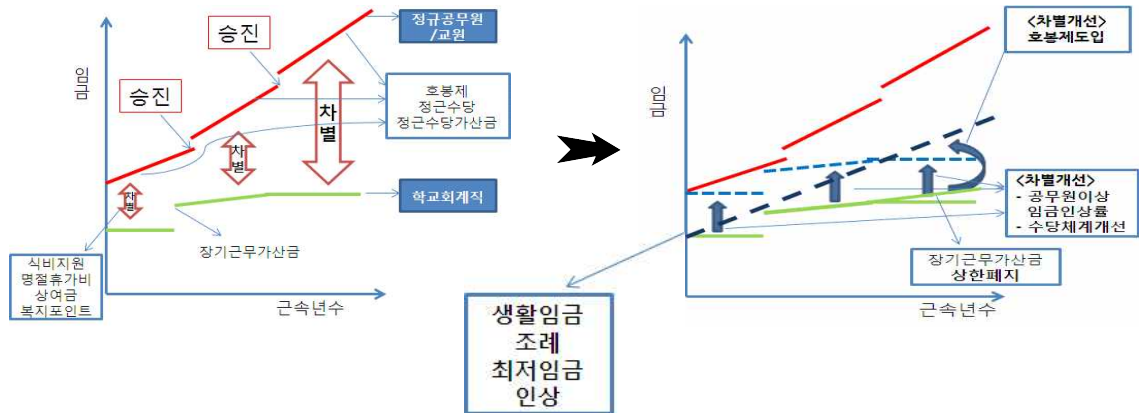 정규공무원
/교원
승진
승진
임금
호봉제
정근수당
정근수당가산금
차별
차별
차별
학교회계직
장기근무가산금
식비지원
명절휴가비
상여금
복지포인트
근속년수
<차별개선>
호봉제도입
임금
<차별개선>
- 공무원이상
임금인상률
- 수당체계개선
장기근무가산금
상한폐지
근속년수
생활임금
조례
최저임금
인상